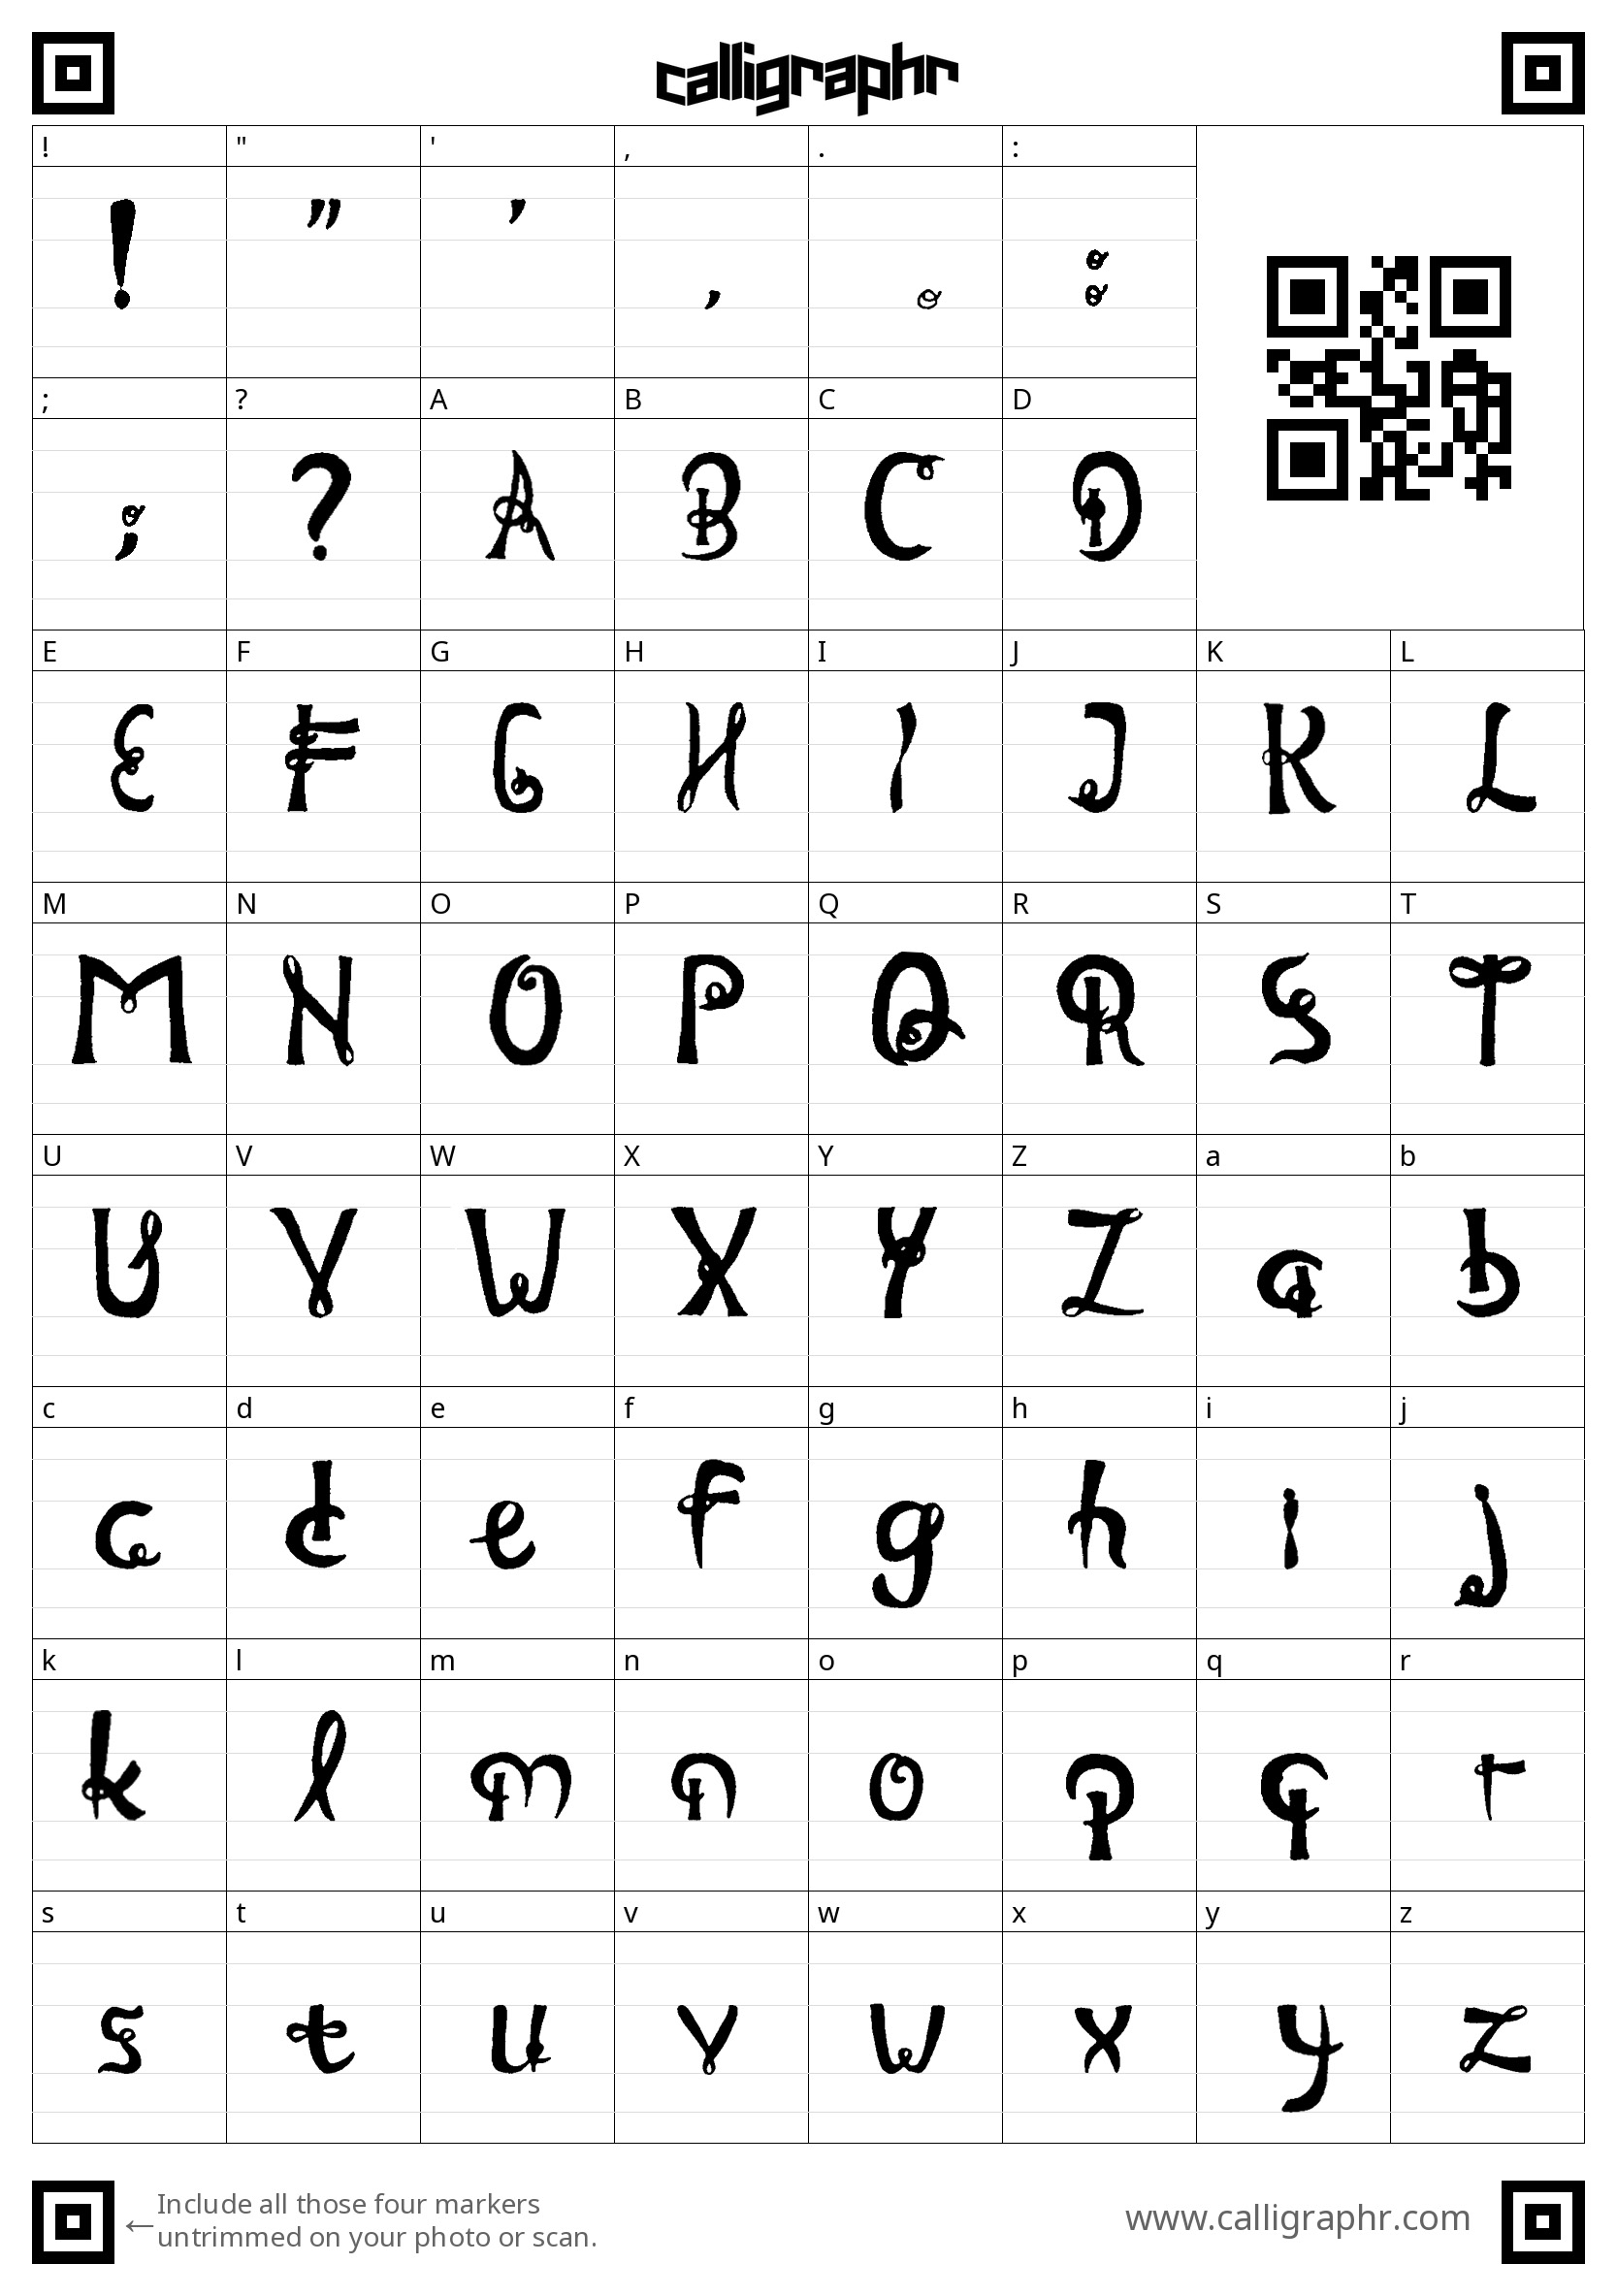 calligraphr
! " ' , . :
! " ' , . :
; ? A B C D
; ? A B C D
E F G H I J K L
E F G H I J K L
M N O P Q R S T
M N O P Q R S T
U V W X Y Z a b
U V W X Y Z a b
c d e f g h i j
c d e f g h i j
k l m n o p q r
k l m n o p q r
s t u v w x y z
s t u v w x y z
←Include all those four markers
untrimmed on your photo or scan.
www.calligraphr.com